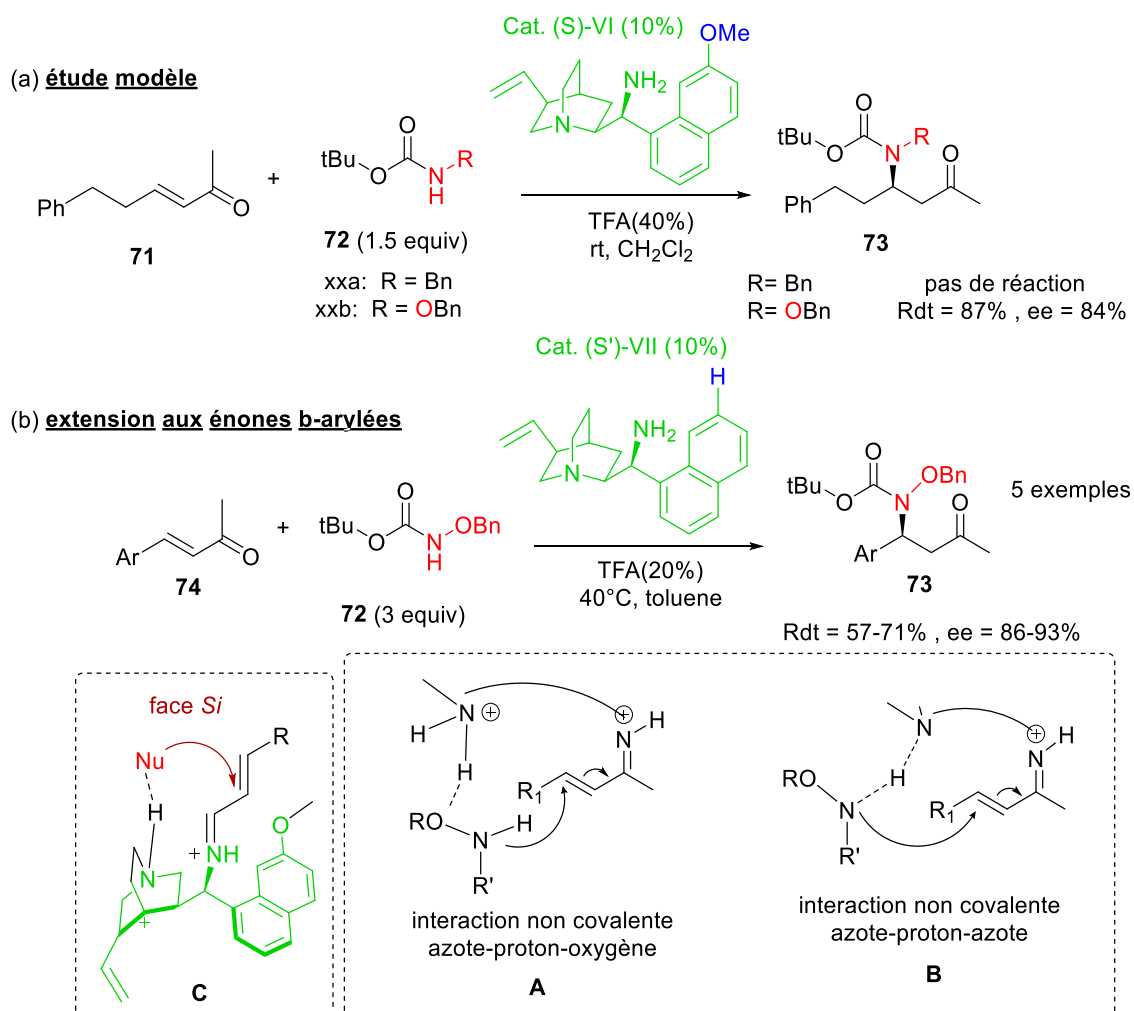 Cat. (S)-VI (10%)
OMe
(a) étude modèle
NH2
N
O
tBu
O
N
H
R
+
Ph
O
71
72 (1.5 equiv)
xxa: R = Bn
xxb: R = OBn
TFA(40%)
rt, CH2Cl2
O
tBu
O
N
R
O
Ph
73
R= Bn pas de réaction
R= OBn Rdt = 87% , ee = 84%
Cat. (S')-VII (10%)
H
(b) extension aux énones b-arylées
NH2
N
O
tBu
O
N
H
OBn
+
Ar
O
74
72 (3 equiv)
TFA(20%)
40°C, toluene
O
tBu
O
N
OBn
O
Ar
5 exemples
73
Rdt = 57-71% , ee = 86-93%
face Si
Nu
R
H
O
+
NH
N
+
C
H
N
+
H
+
N
H
R1
RO
N
H
R'
interaction non covalente
azote-proton-oxygène
A
N
H
+
N
H
RO
N
R1
R'
interaction non covalente
azote-proton-azote
B